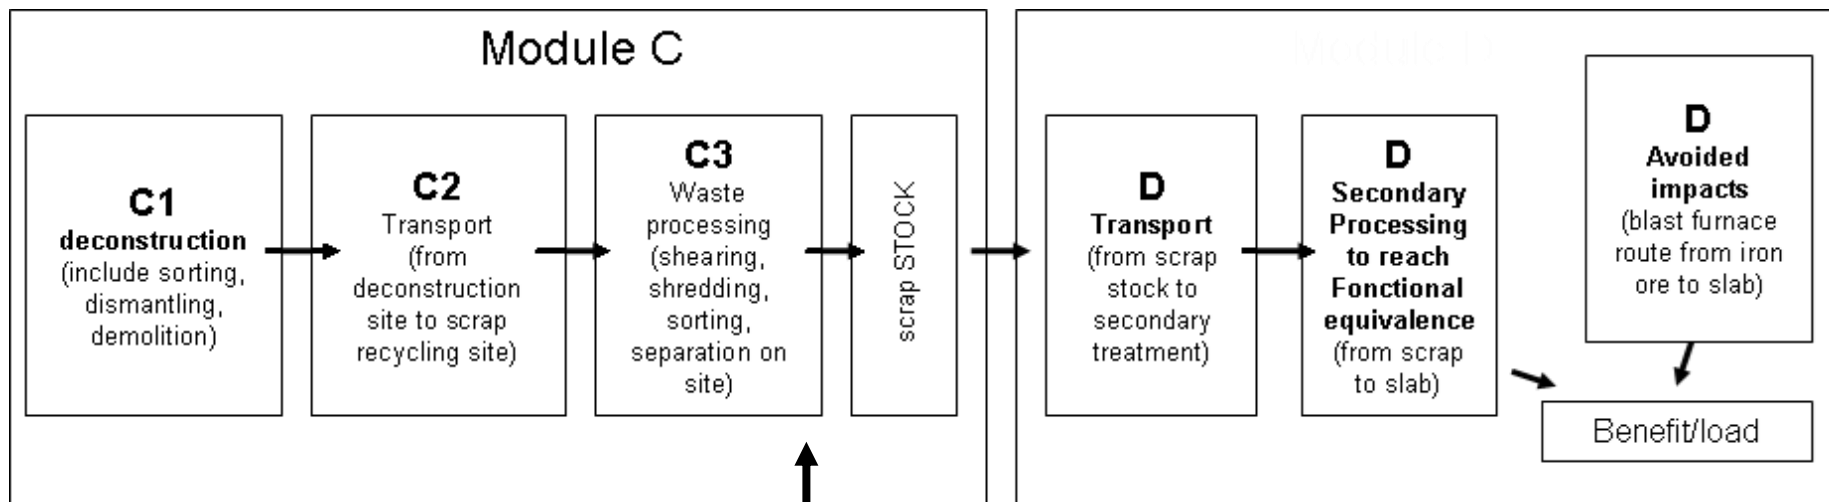 Module C
C1
deconstruction
(include sorting,
dismantling,
demolition)
C2
Transport
(from
deconstruction
site to scrap
recycling site)
C3
Waste
processing
(shearing,
shredding,
sorting,
separation on
site)
scrap STOCK
D
Transport
(from scrap
stock to
secondary
treatment)
D
Secondary
Processing
to reach
Fonctional
equivalence
(from scrap
to slab)
D
Avoided
impacts
(blast furnace
route from iron
ore to slab)
Benefit/load